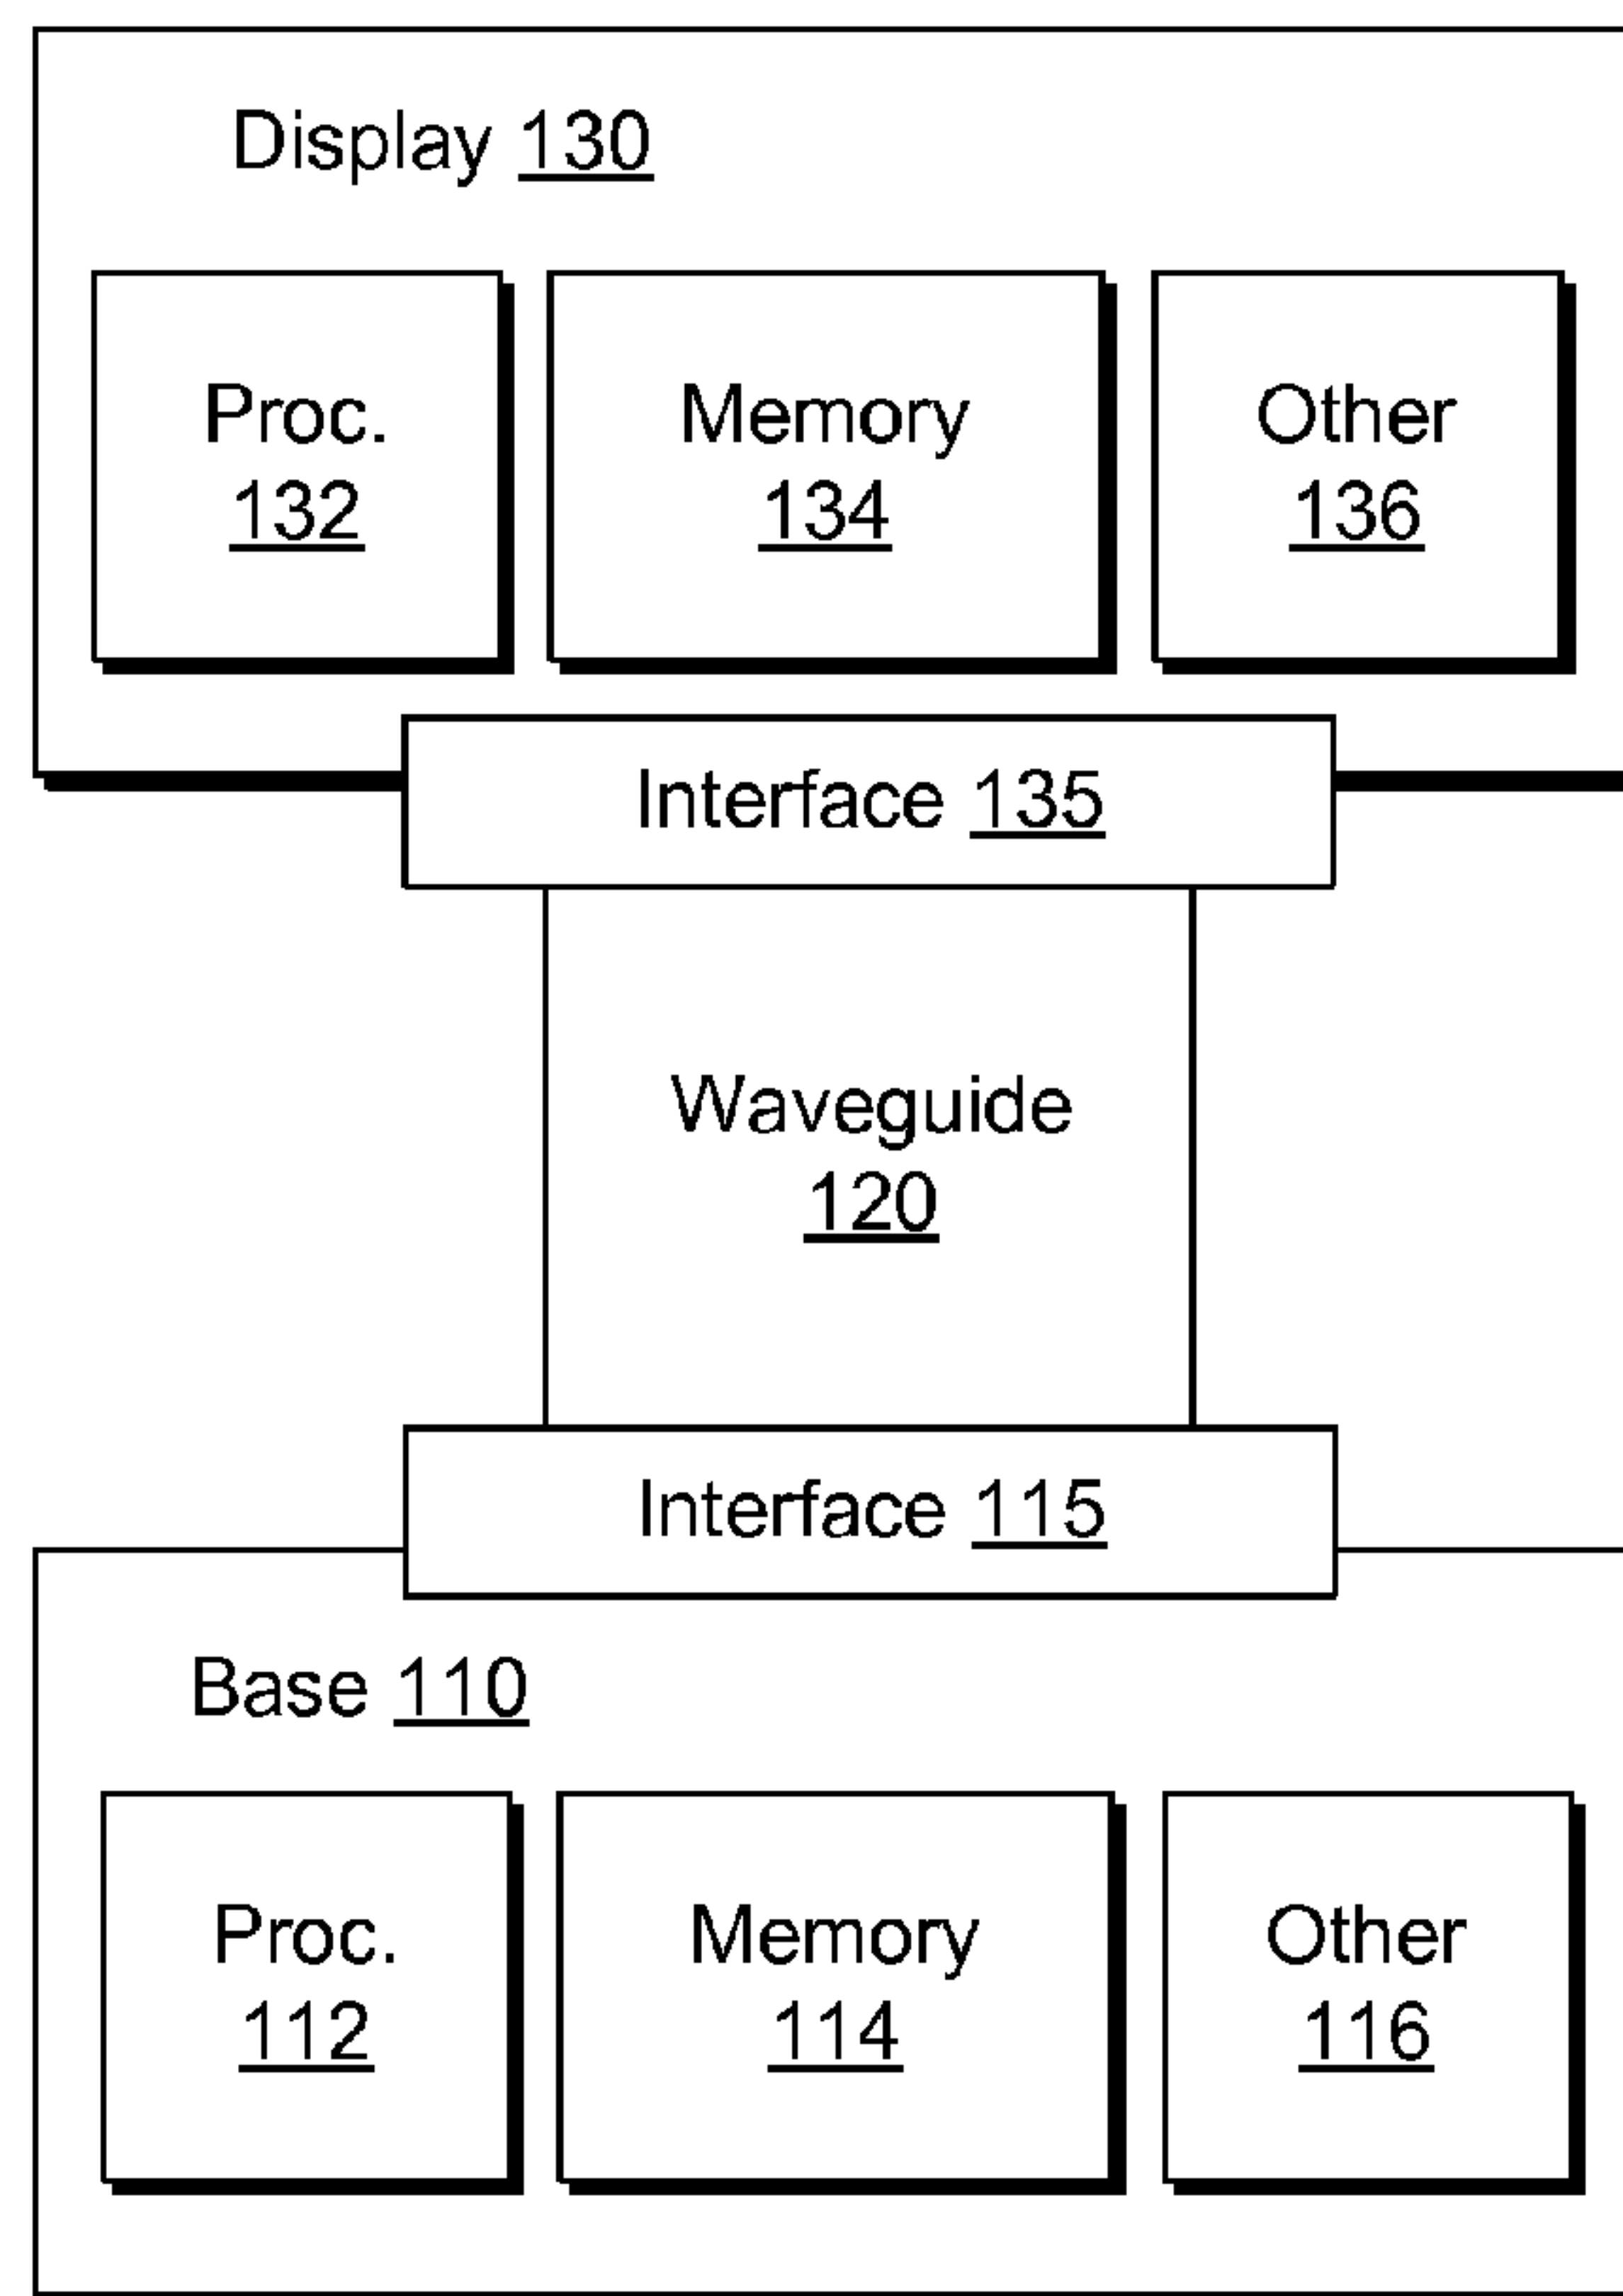 Display 130
Proc. Memory Other
132 134 136
Interface 135
Waveguide
120
Interface 115
Base 110
Proc. Memory Other
112 114 116